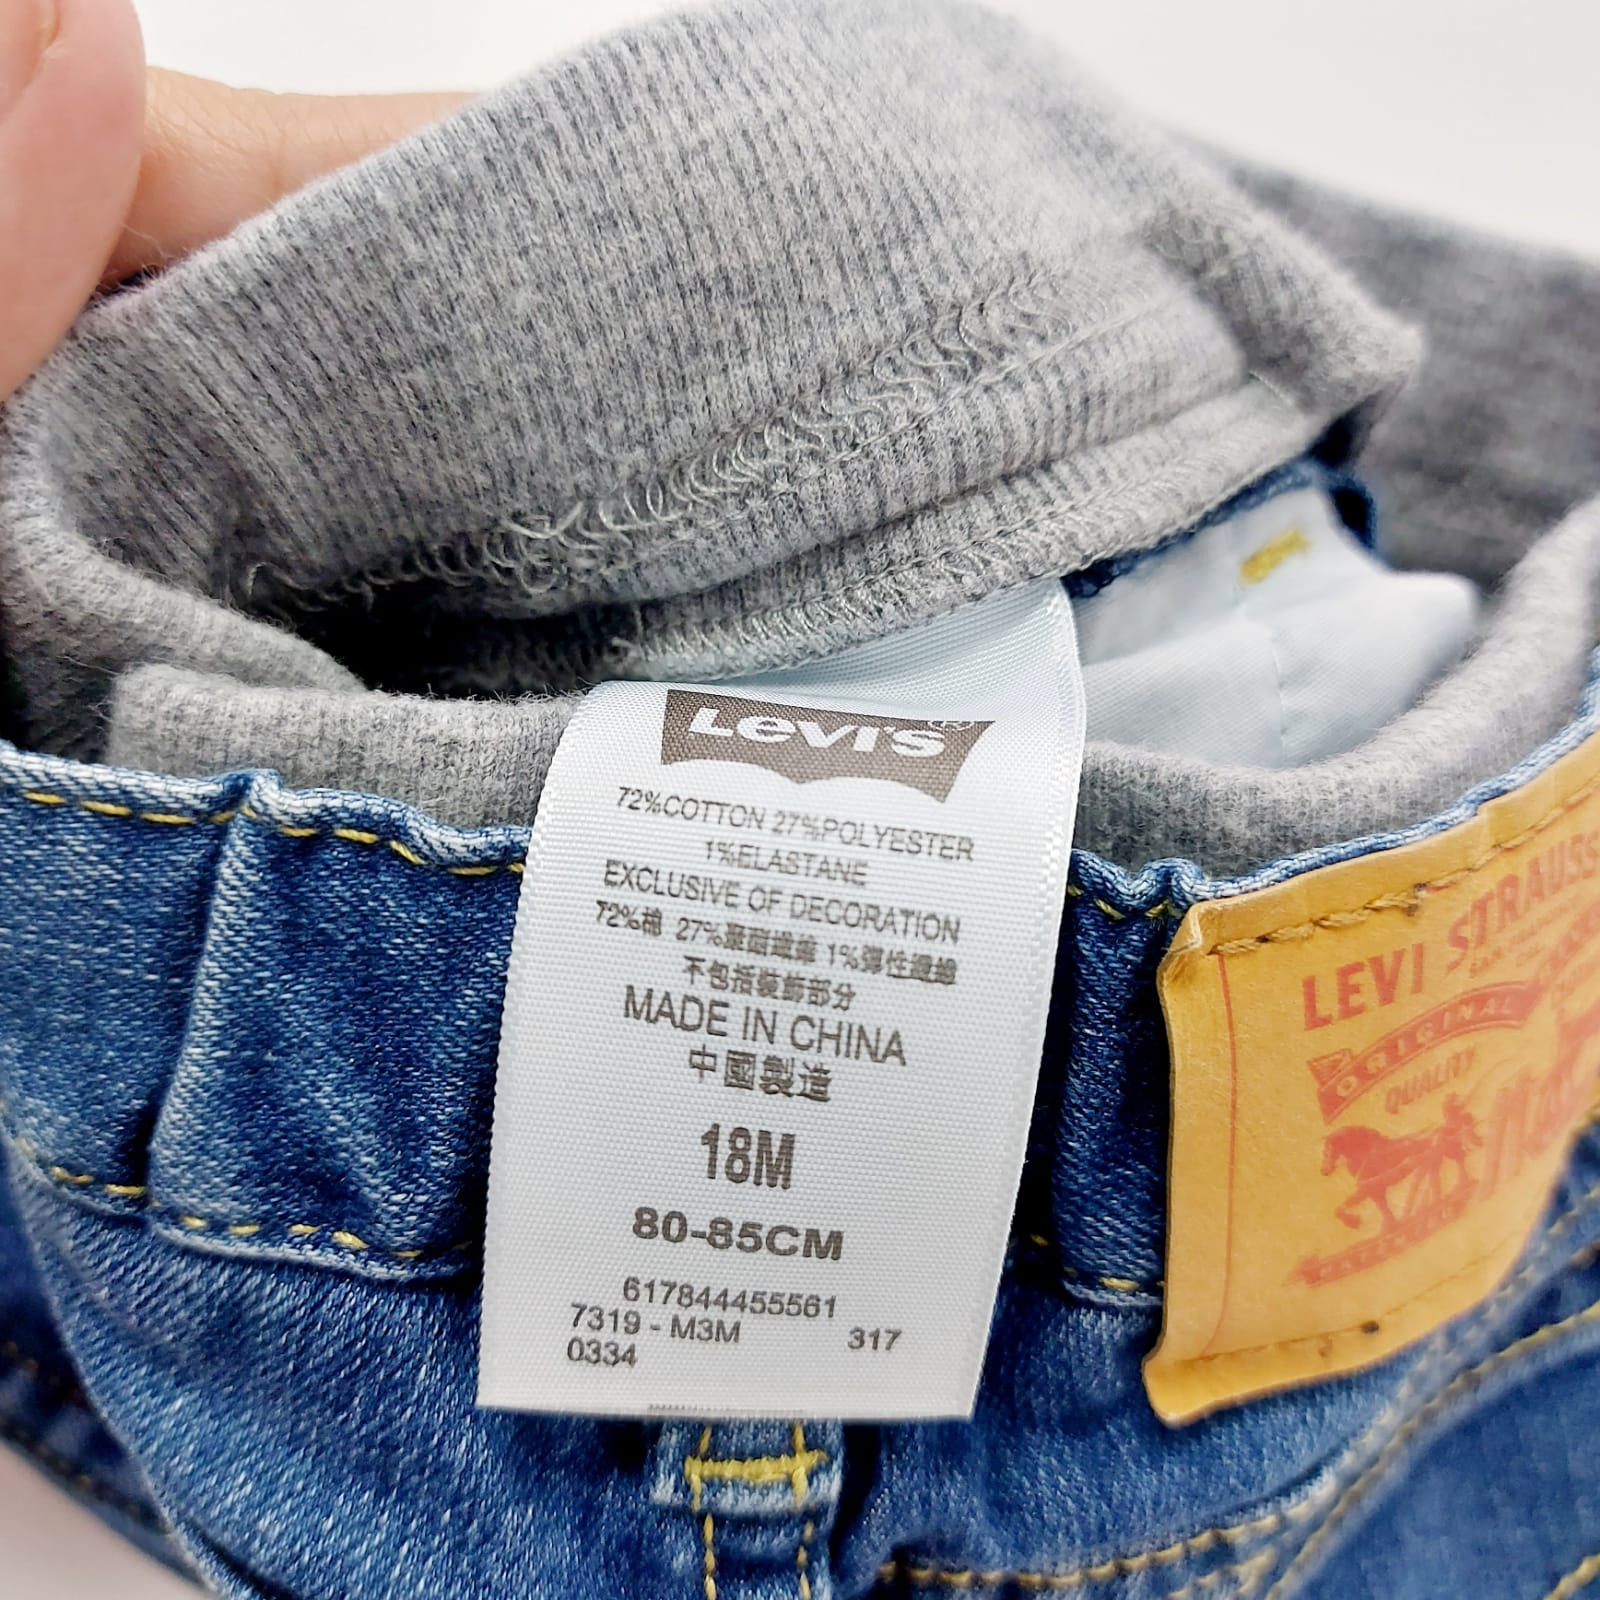 Levi's
72%COTTON 27%POLYESTER
1%ELASTANE
EXCLUSIVE OF DECORATION
72%棉 27%聚酯纖維 1%彈性纖維
不包括裝飾部分
MADE IN CHINA
中國製造
18M
80-85CM
617844455561
7319 - M3M 317
0334
LEVI STRAUSS
ORIGINAL
QUALITY